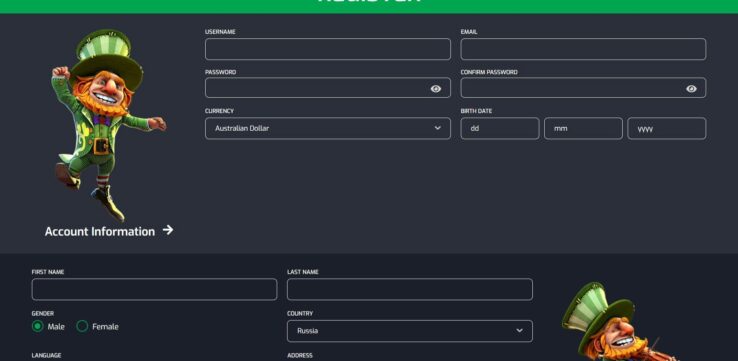 USERNAME EMAIL
PASSWORD CONFIRM PASSWORD
CURRENCY BIRTH DATE
Australian Dollar dd mm yyyy
Account Information
FIRST NAME LAST NAME
GENDER COUNTRY
Male Female Russia
LANGUAGE ADDRESS